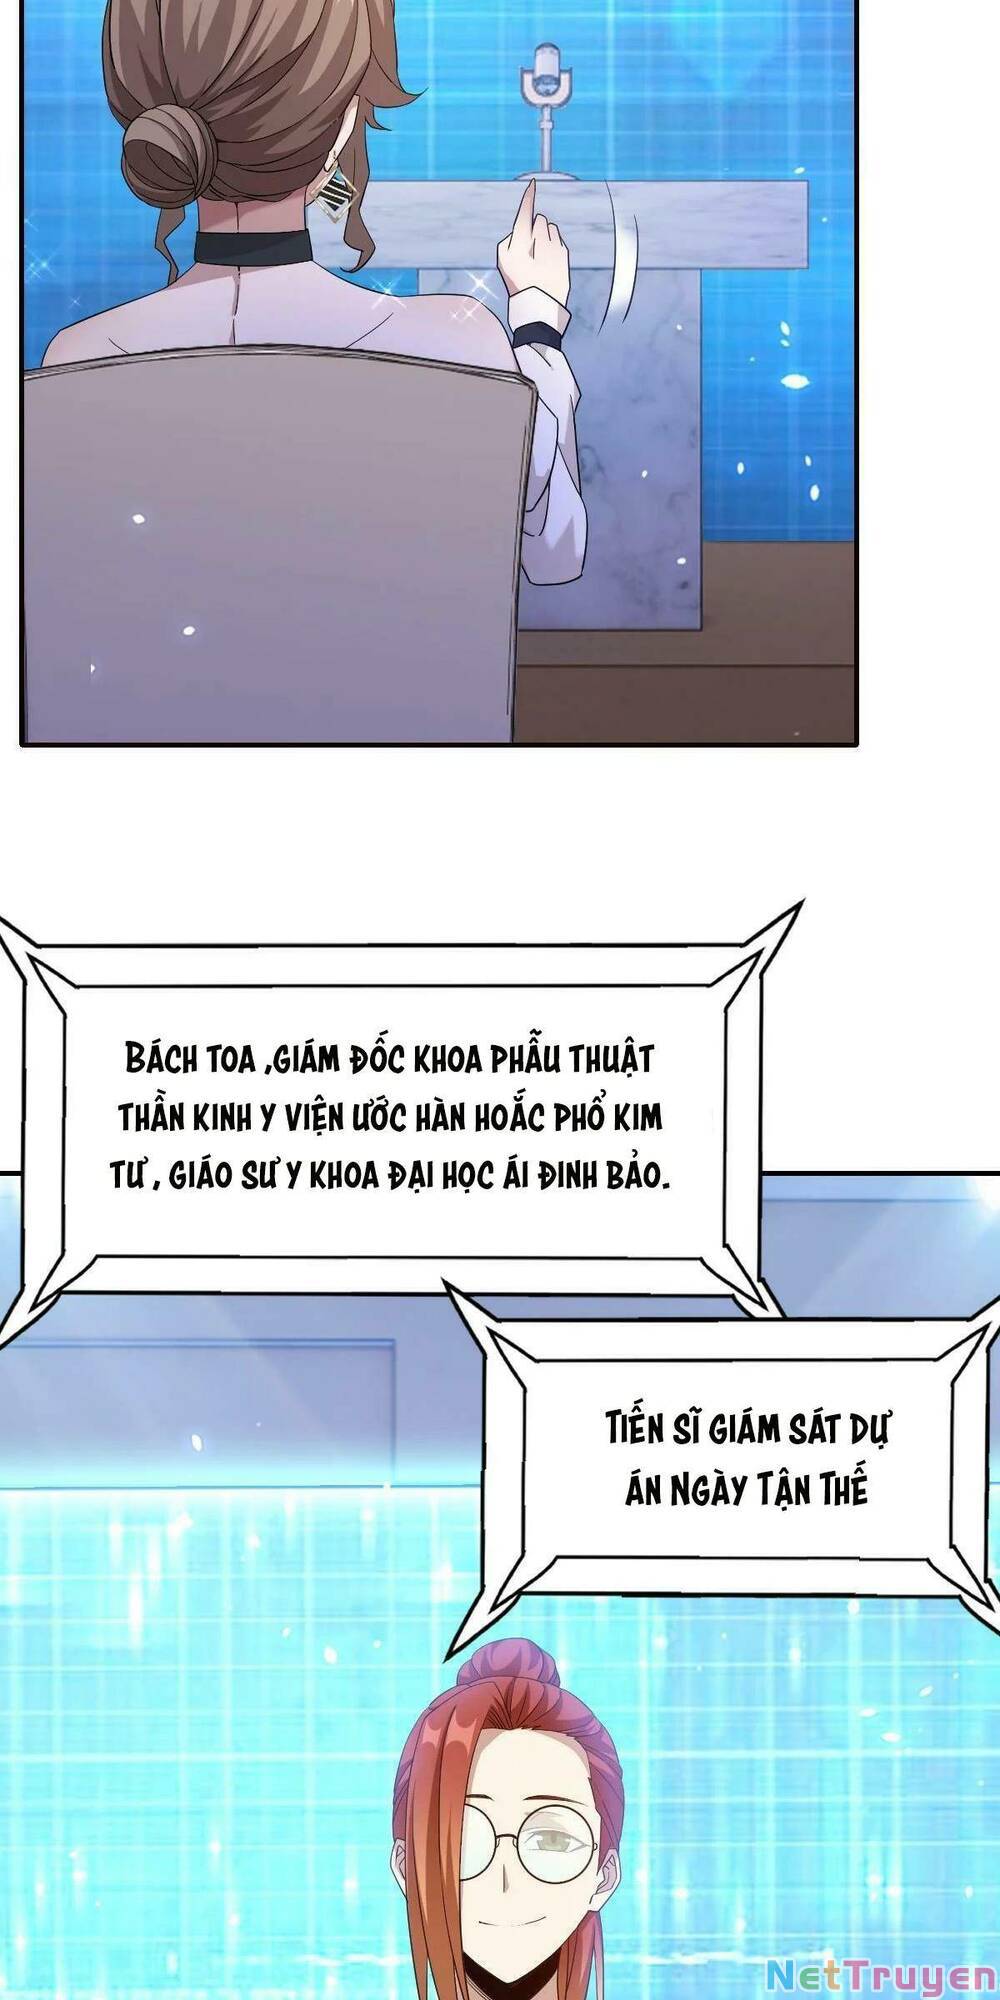 BÁCH TOA ,GIÁM ĐỐC KHOA PHẪU THUẬT
THẦN KINH Y VIỆN ƯỚC HÀN HOẮC PHỔ KIM
TƯ , GIÁO SƯ Y KHOA ĐẠI HỌC ÁI ĐINH BẢO.
TIẾN SĨ GIÁM SÁT DỰ
ÁN NGÀY TẬN THẾ
NetTruyen